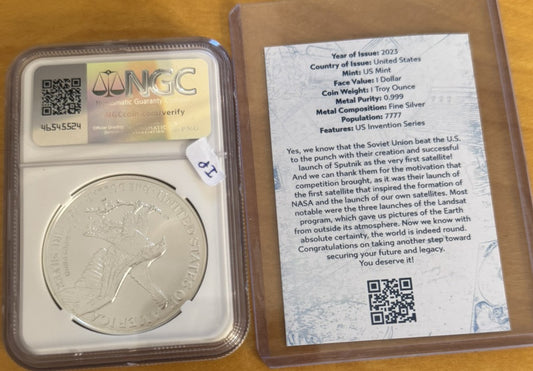 NGC
Numismatic Guaranty
NGCcoin.com/verify
46545524
Official Grading
PNG
JC
UNITED STATES OF AMERICA
Year of Issue: 2023
Country of Issue: United States
Mint: US Mint
Face Value: 1 Dollar
Coin Weight: 1 Troy Ounce
Metal Purity: 0.999
Metal Composition: Fine Silver
Population: 7777
Features: US Invention Series
Yes, we know that the Soviet Union beat the U.S.
to the punch with their creation and successful
launch of Sputnik as the very first satellite!
And we can thank them for the motivation that
competition brought, as it was their launch of
the first satellite that inspired the formation of
NASA and the launch of our own satellites. Most
notable were the three launches of the Landsat
program, which gave us pictures of the Earth
from outside its atmosphere. Now we know with
absolute certainty, the world is indeed round.
Congratulations on taking another step toward
securing your future and legacy.
You deserve it!